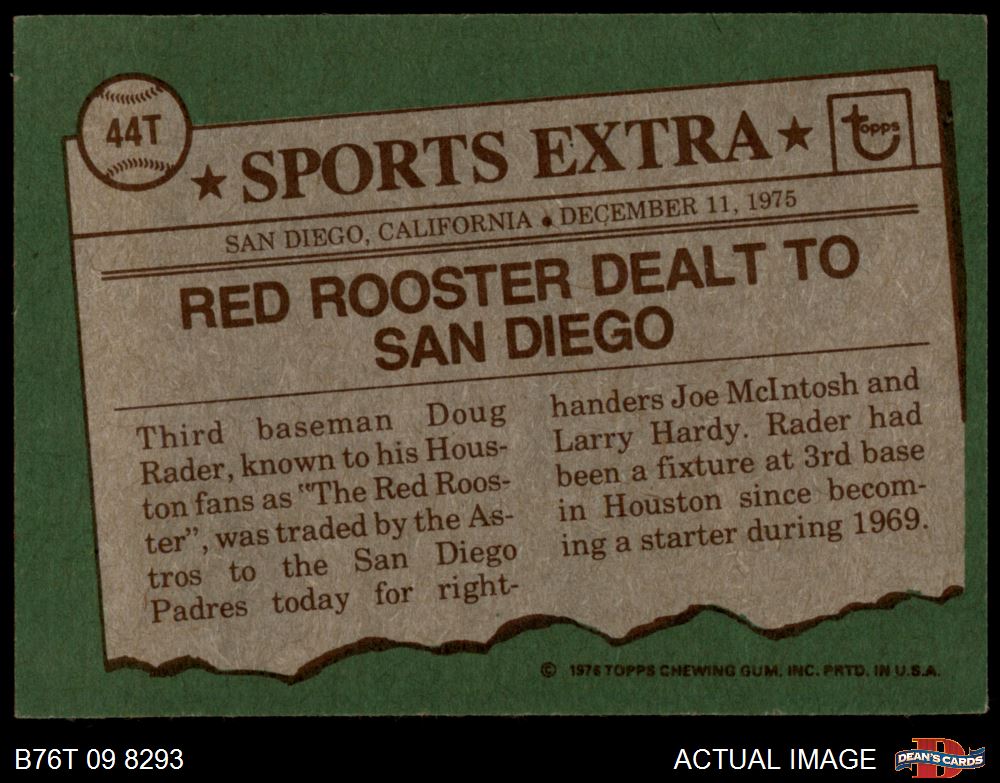 44T
★ SPORTS EXTRA ★
topps
SAN DIEGO, CALIFORNIA • DECEMBER 11, 1975
RED ROOSTER DEALT TO
SAN DIEGO
Third baseman Doug
Rader, known to his Hous-
ton fans as "The Red Roos-
ter", was traded by the As-
tros to the San Diego
Padres today for right-
handers Joe McIntosh and
Larry Hardy. Rader had
been a fixture at 3rd base
in Houston since becom-
ing a starter during 1969.
© 1976 TOPPS CHEWING GUM, INC. PRTD. IN U.S.A.
B76T 09 8293
ACTUAL IMAGE
D
DEAN'S CARDS